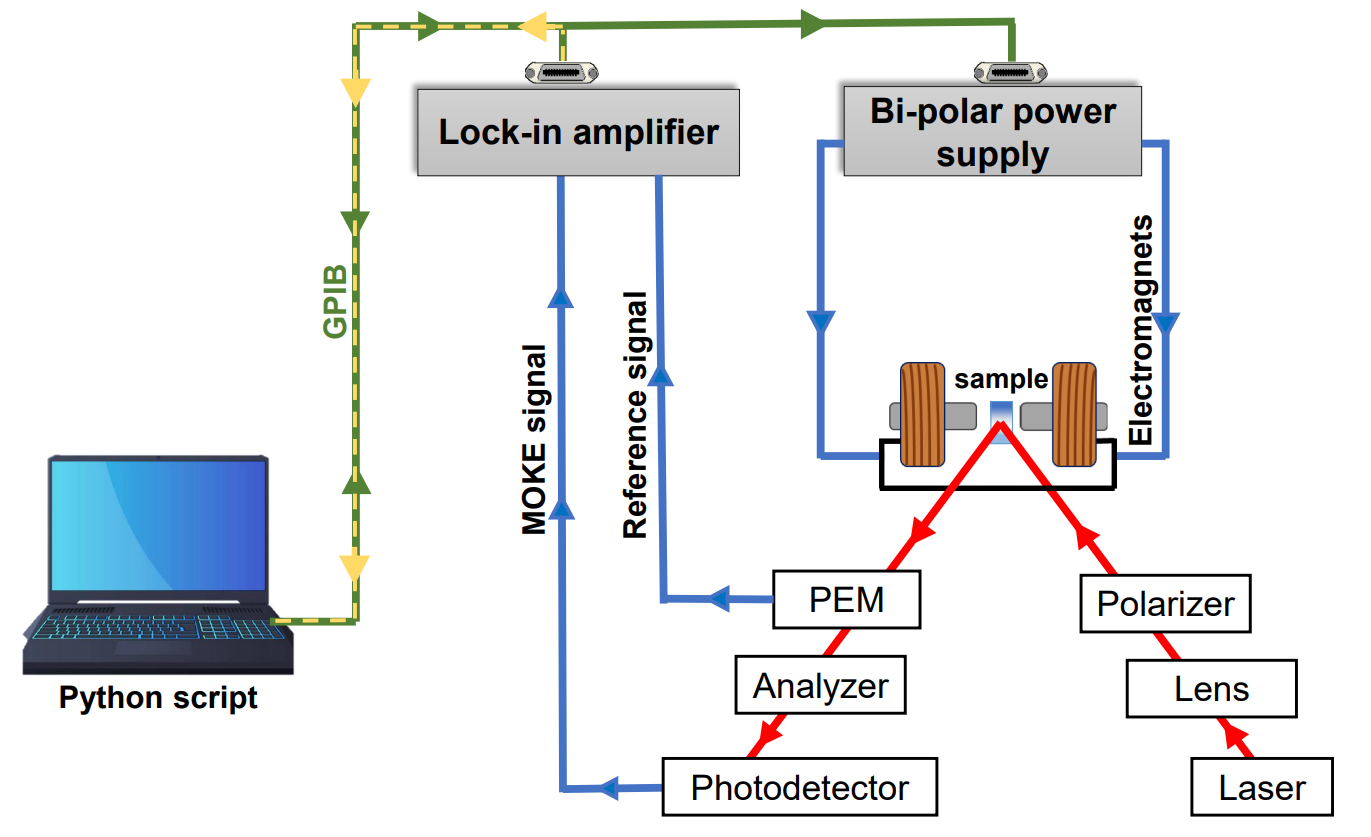 Lock-in amplifier
Bi-polar power
supply
GPIB
MOKE signal
Reference signal
Electromagnets
sample
PEM
Polarizer
Analyzer
Lens
Python script
Photodetector
Laser